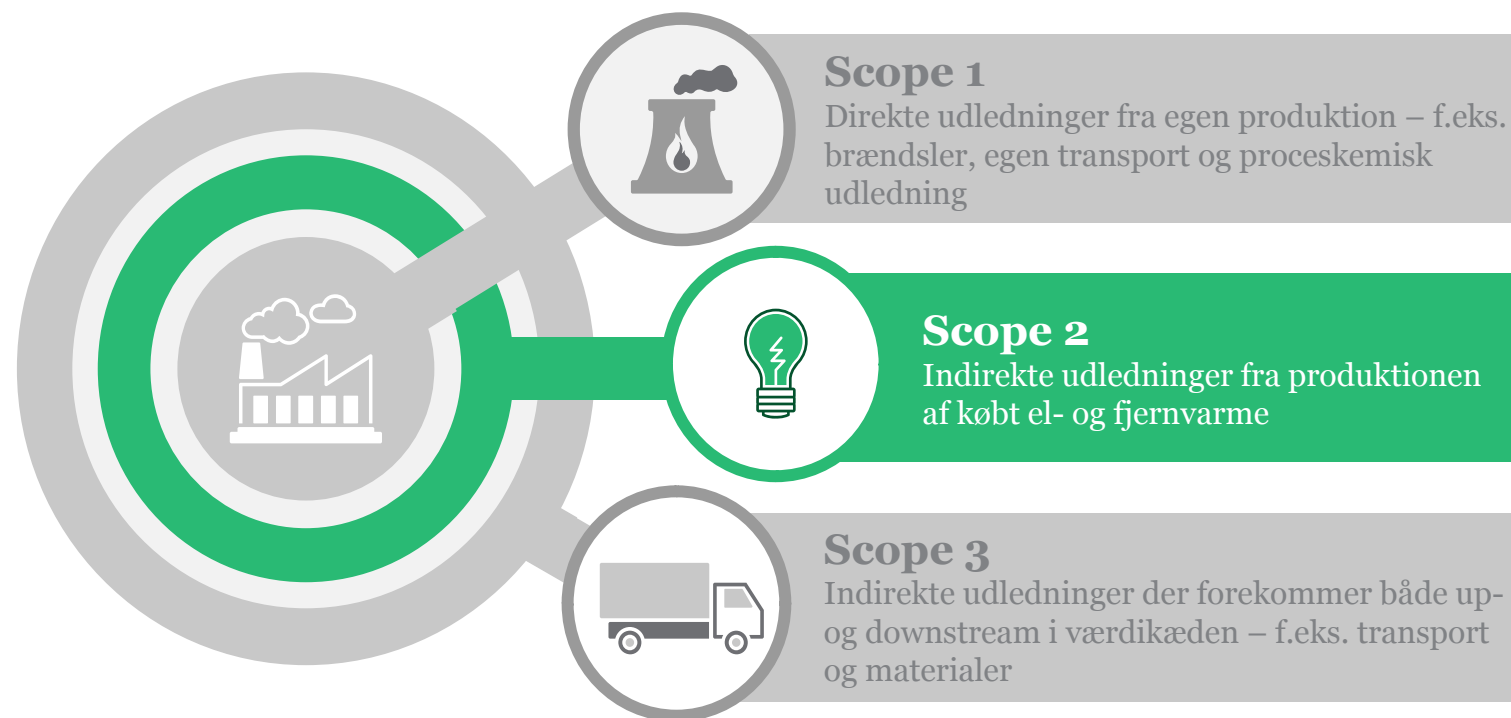 Scope 1
Direkte udledninger fra egen produktion – f.eks.
brændsler, egen transport og proceskemisk
udledning
Scope 2
Indirekte udledninger fra produktionen
af købt el- og fjernvarme
Scope 3
Indirekte udledninger der forekommer både up-
og downstream i værdikæden – f.eks. transport
og materialer